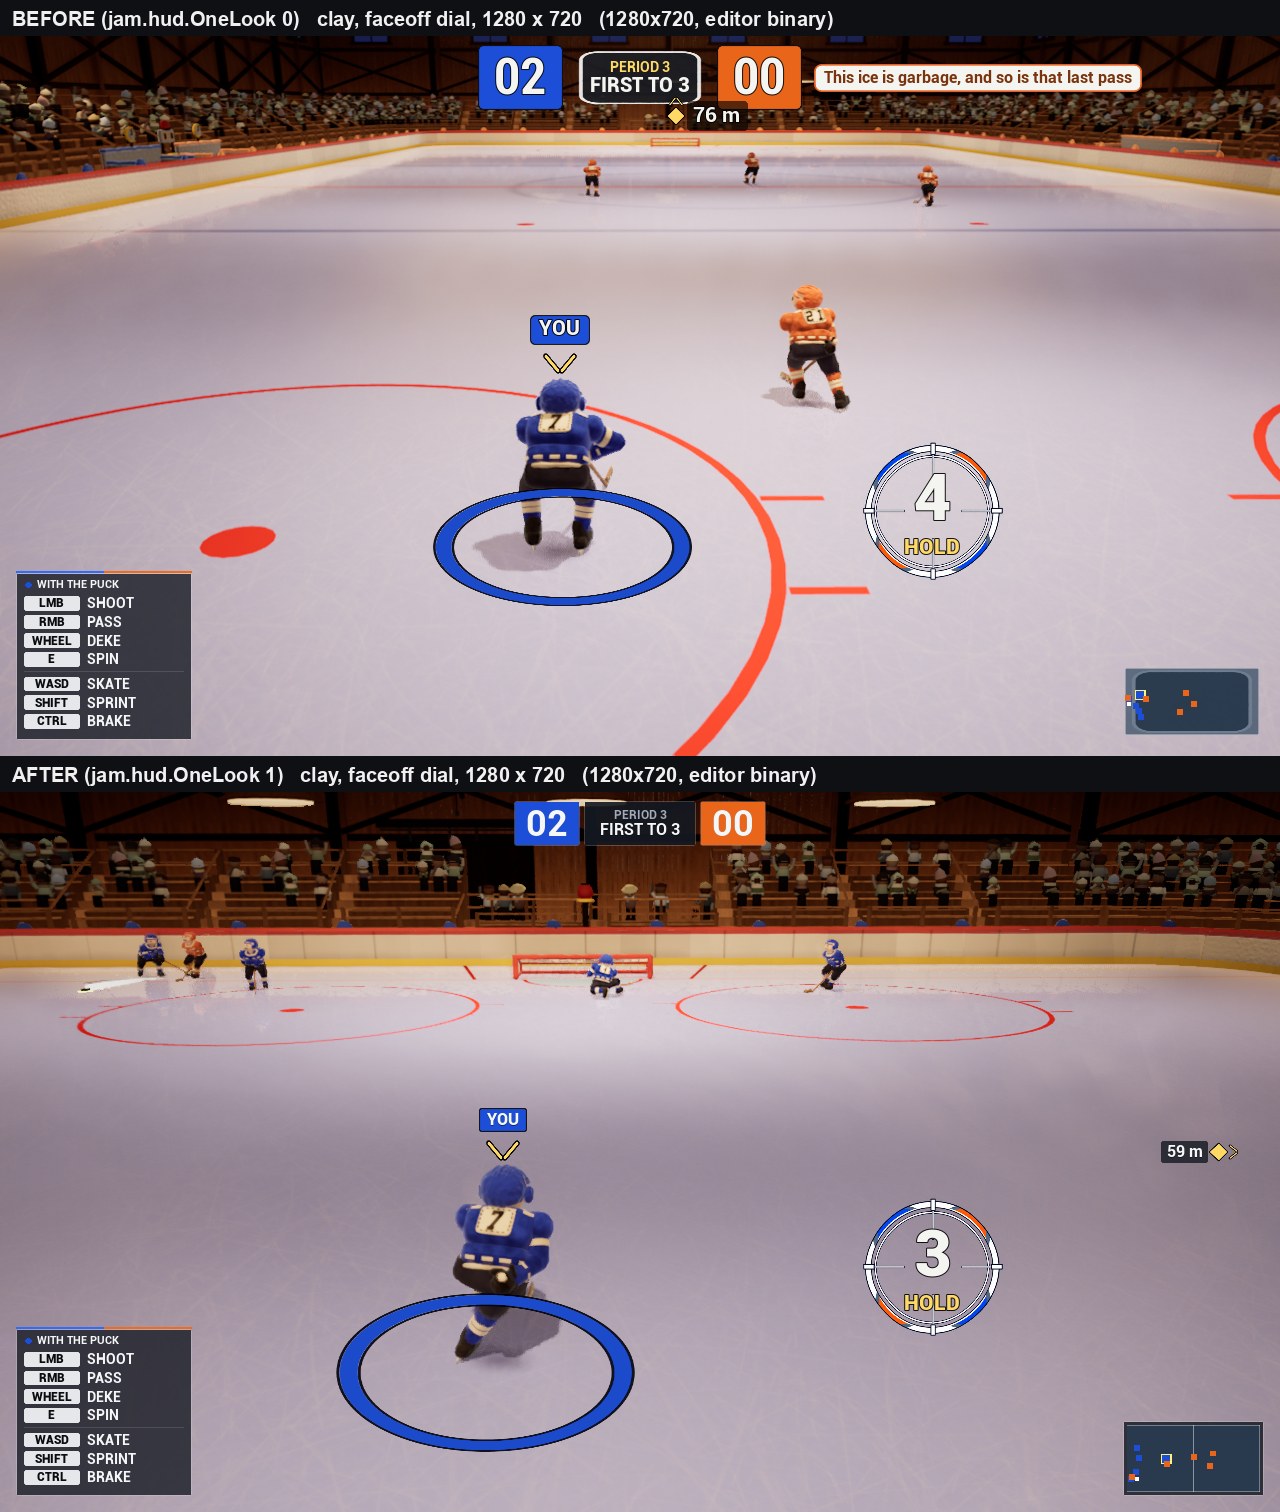 BEFORE (jam.hud.OneLook 0)   clay, faceoff dial, 1280 x 720   (1280x720, editor binary)
02
PERIOD 3
FIRST TO 3
00
This ice is garbage, and so is that last pass
76 m
21
YOU
7
4
HOLD
WITH THE PUCK
LMB SHOOT
RMB PASS
WHEEL DEKE
E SPIN
WASD SKATE
SHIFT SPRINT
CTRL BRAKE
AFTER (jam.hud.OneLook 1)   clay, faceoff dial, 1280 x 720   (1280x720, editor binary)
02
PERIOD 3
FIRST TO 3
00
YOU
59 m
7
3
HOLD
WITH THE PUCK
LMB SHOOT
RMB PASS
WHEEL DEKE
E SPIN
WASD SKATE
SHIFT SPRINT
CTRL BRAKE